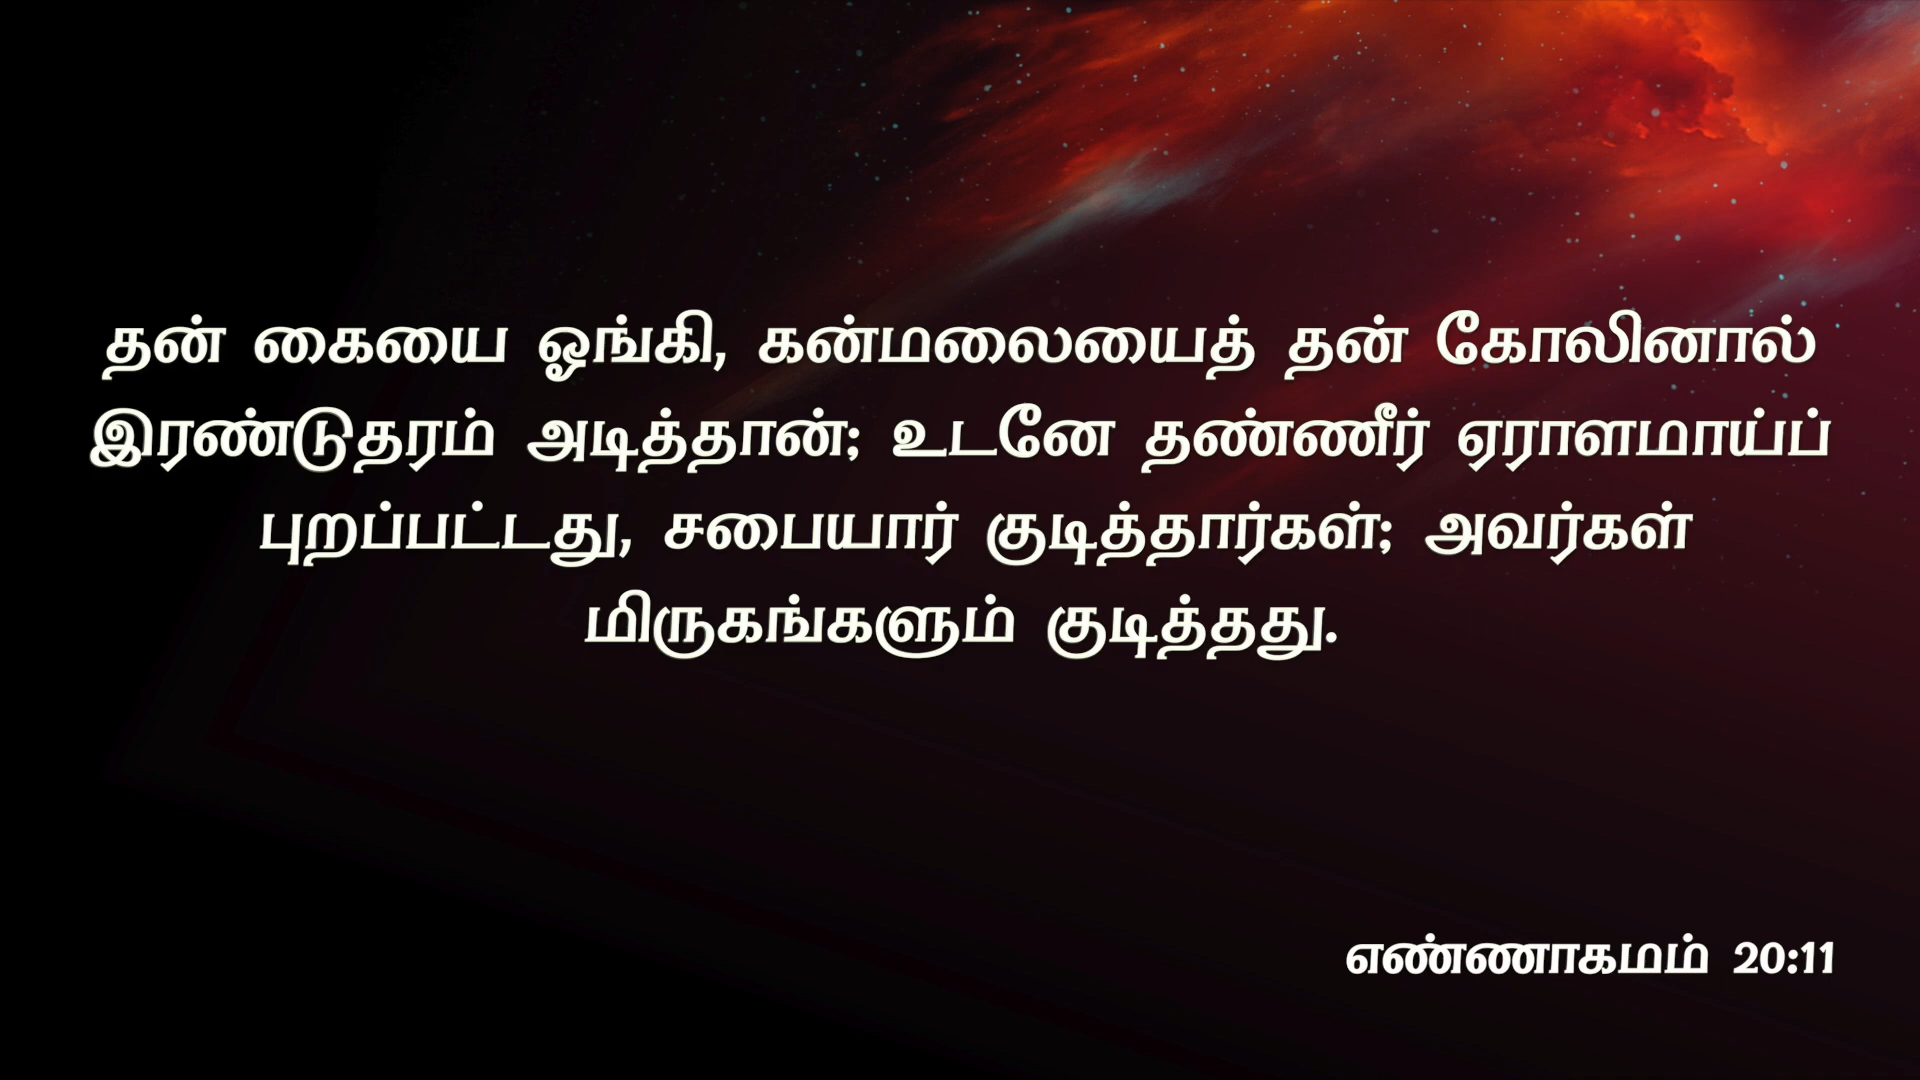 தன் கையை ஓங்கி, கன்மலையைத் தன் கோலினால்
இரண்டுதரம் அடித்தான்; உடனே தண்ணீர் ஏராளமாய்ப்
புறப்பட்டது, சபையார் குடித்தார்கள்; அவர்கள்
மிருகங்களும் குடித்தது.
எண்ணாகமம் 20:11